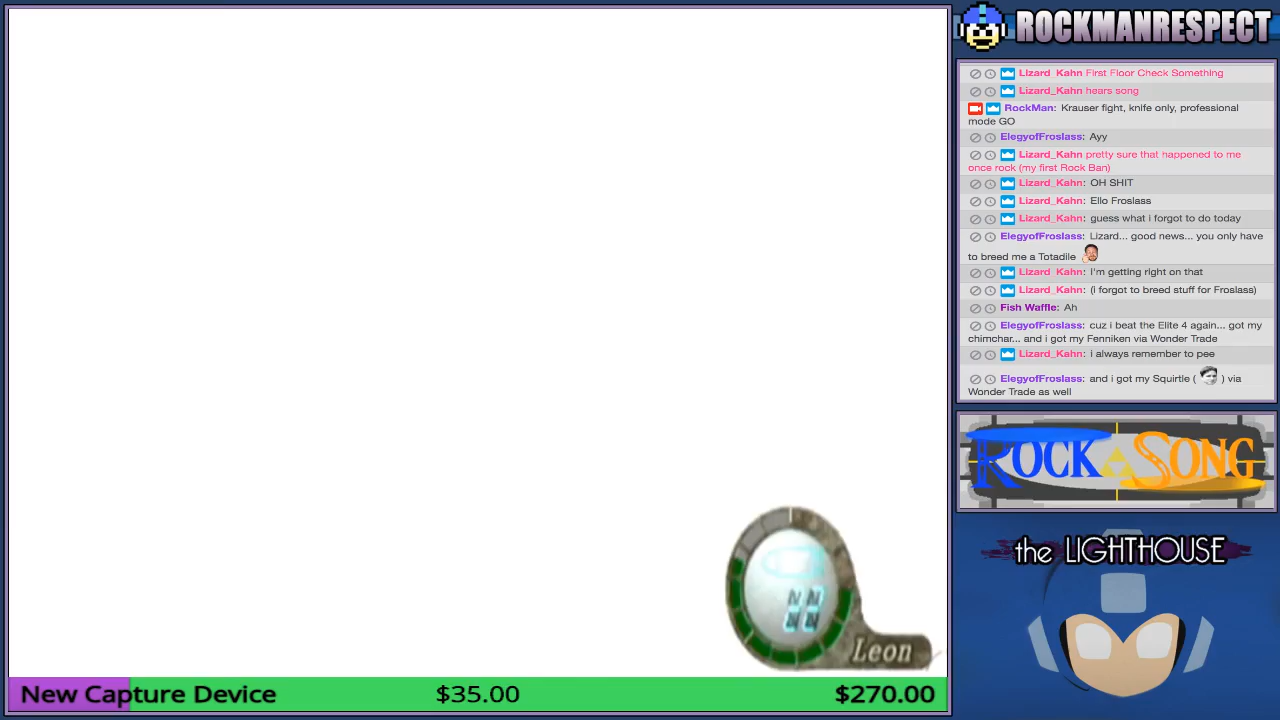 ROCKMANRESPECT
Lizard_Kahn First Floor Check Something
Lizard_Kahn hears song
RockMan: Krauser fight, knife only, professional
mode GO
ElegyofFroslass: Ayy
Lizard_Kahn pretty sure that happened to me
once rock (my first Rock Ban)
Lizard_Kahn: OH SHIT
Lizard_Kahn: Ello Froslass
Lizard_Kahn: guess what i forgot to do today
ElegyofFroslass: Lizard... good news... you only have
to breed me a Totadile
Lizard_Kahn: I'm getting right on that
Lizard_Kahn: (i forgot to breed stuff for Froslass)
Fish Waffle: Ah
ElegyofFroslass: cuz i beat the Elite 4 again... got my
chimchar... and i got my Fenniken via Wonder Trade
Lizard_Kahn: i always remember to pee
ElegyofFroslass: and i got my Squirtle ( ) via
Wonder Trade as well
ROCK SONG
the LIGHTHOUSE
Leon
New Capture Device $35.00 $270.00